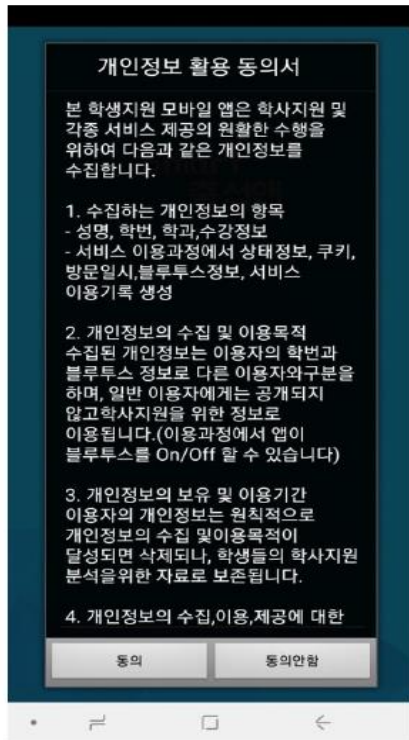 개인정보 활용 동의서
본 학생지원 모바일 앱은 학사지원 및
각종 서비스 제공의 원활한 수행을
위하여 다음과 같은 개인정보를
수집합니다.
1. 수집하는 개인정보의 항목
- 성명, 학번, 학과,수강정보
- 서비스 이용과정에서 상태정보, 쿠키,
방문일시,블루투스정보, 서비스
이용기록 생성
2. 개인정보의 수집 및 이용목적
수집된 개인정보는 이용자의 학번과
블루투스 정보로 다른 이용자와구분을
하며, 일반 이용자에게는 공개되지
않고학사지원을 위한 정보로
이용됩니다.(이용과정에서 앱이
블루투스를 On/Off 할 수 있습니다)
3. 개인정보의 보유 및 이용기간
이용자의 개인정보는 원칙적으로
개인정보의 수집 및이용목적이
달성되면 삭제되나, 학생들의 학사지원
분석을위한 자료로 보존됩니다.
4. 개인정보의 수집,이용,제공에 대한
동의 동의안함